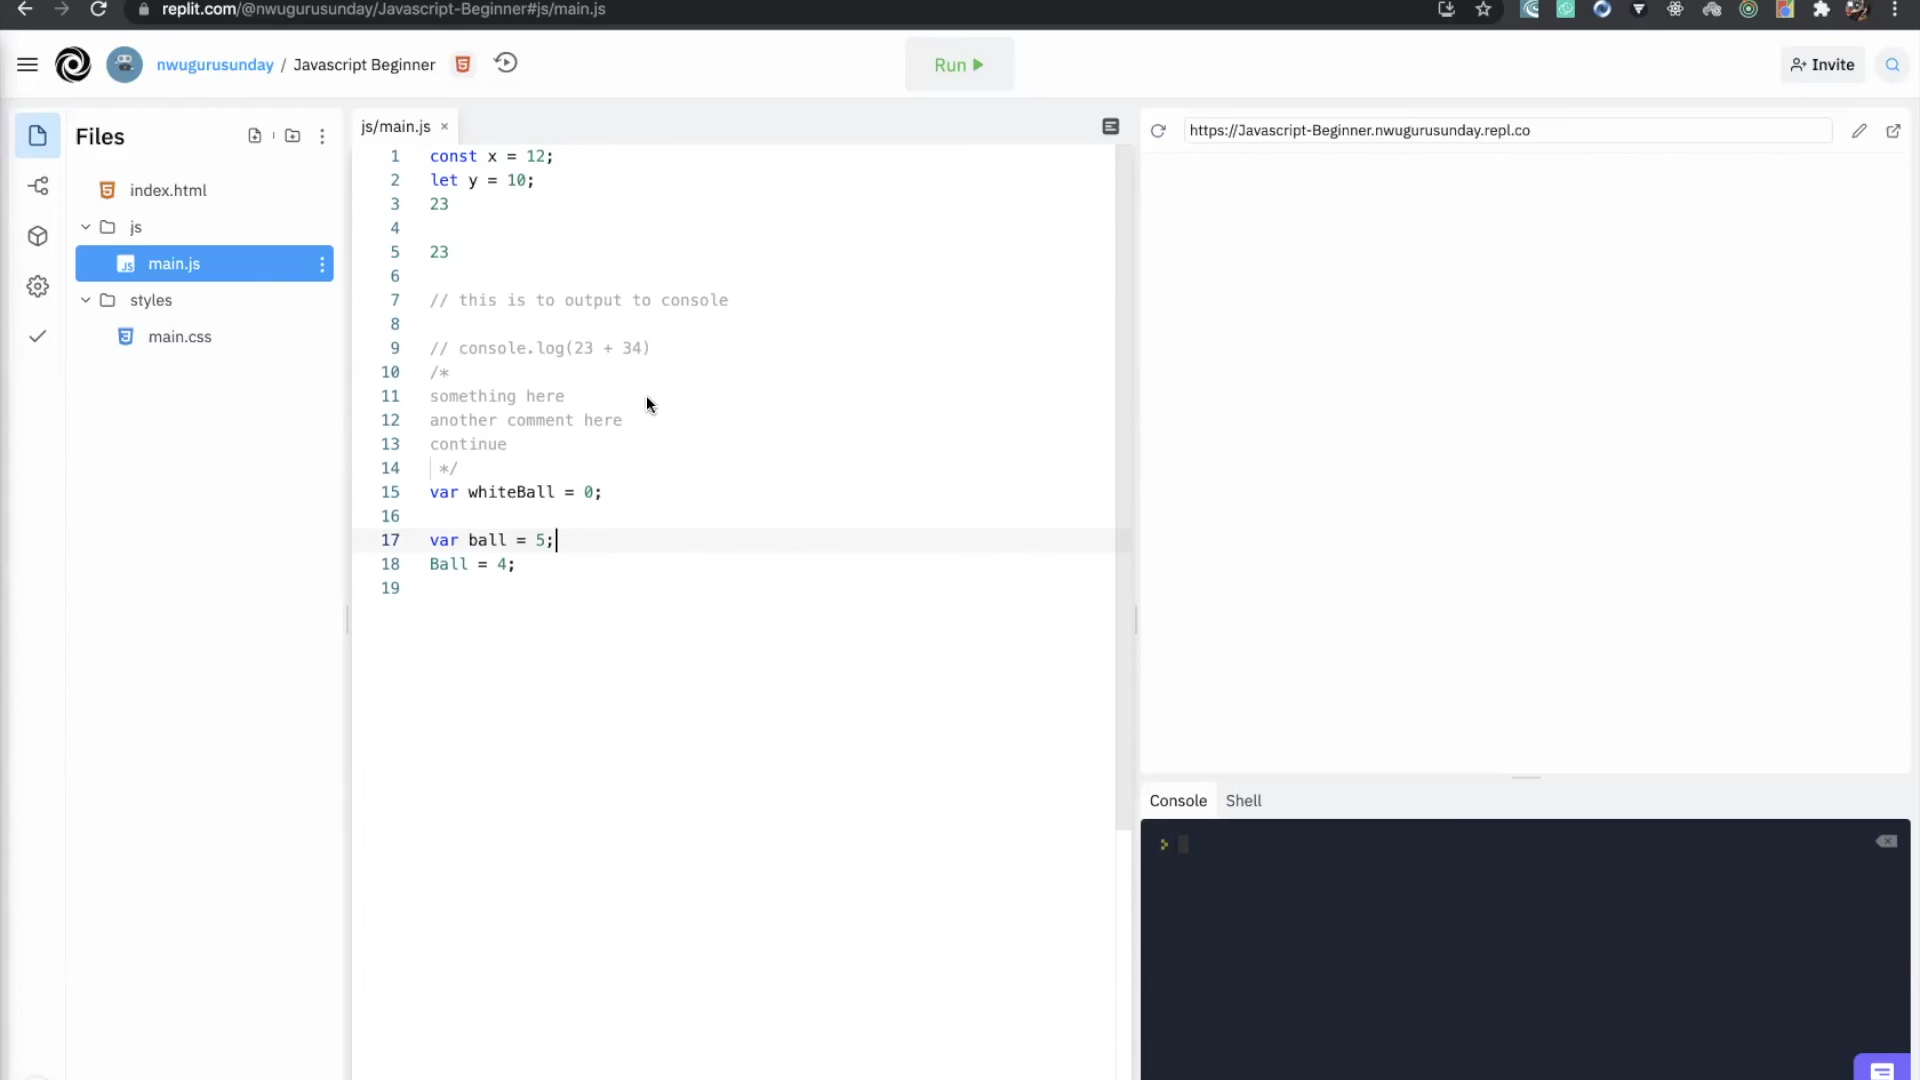 replit.com/@nwugurusunday/Javascript-Beginner#js/main.js
nwugurusunday / Javascript Beginner
Run
Invite
Files
index.html
js
main.js
styles
main.css
js/main.js ×
1 const x = 12;
2 let y = 10;
3 23
4
5 23
6
7 // this is to output to console
8
9 // console.log(23 + 34)
10 /*
11 something here
12 another comment here
13 continue
14 */
15 var whiteBall = 0;
16
17 var ball = 5;
18 Ball = 4;
19
https://Javascript-Beginner.nwugurusunday.repl.co
Console Shell